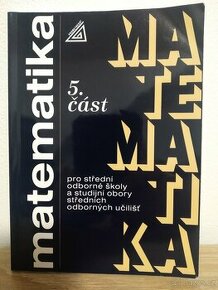 matematika
5.
část
pro střední
odborné školy
a studijní obory
středních
odborných učilišť
MA
TE
MA
TI
KA